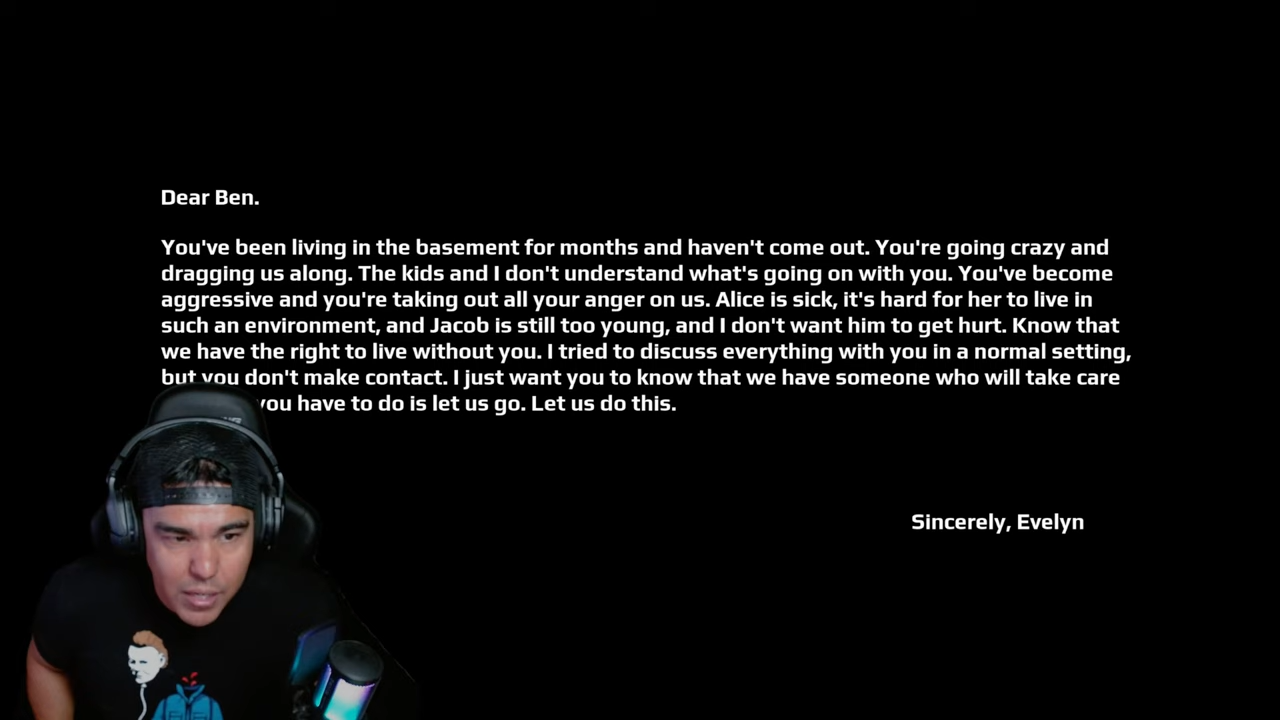 Dear Ben.
You've been living in the basement for months and haven't come out. You're going crazy and
dragging us along. The kids and I don't understand what's going on with you. You've become
aggressive and you're taking out all your anger on us. Alice is sick, it's hard for her to live in
such an environment, and Jacob is still too young, and I don't want him to get hurt. Know that
we have the right to live without you. I tried to discuss everything with you in a normal setting,
but you don't make contact. I just want you to know that we have someone who will take care
you have to do is let us go. Let us do this.
Sincerely, Evelyn